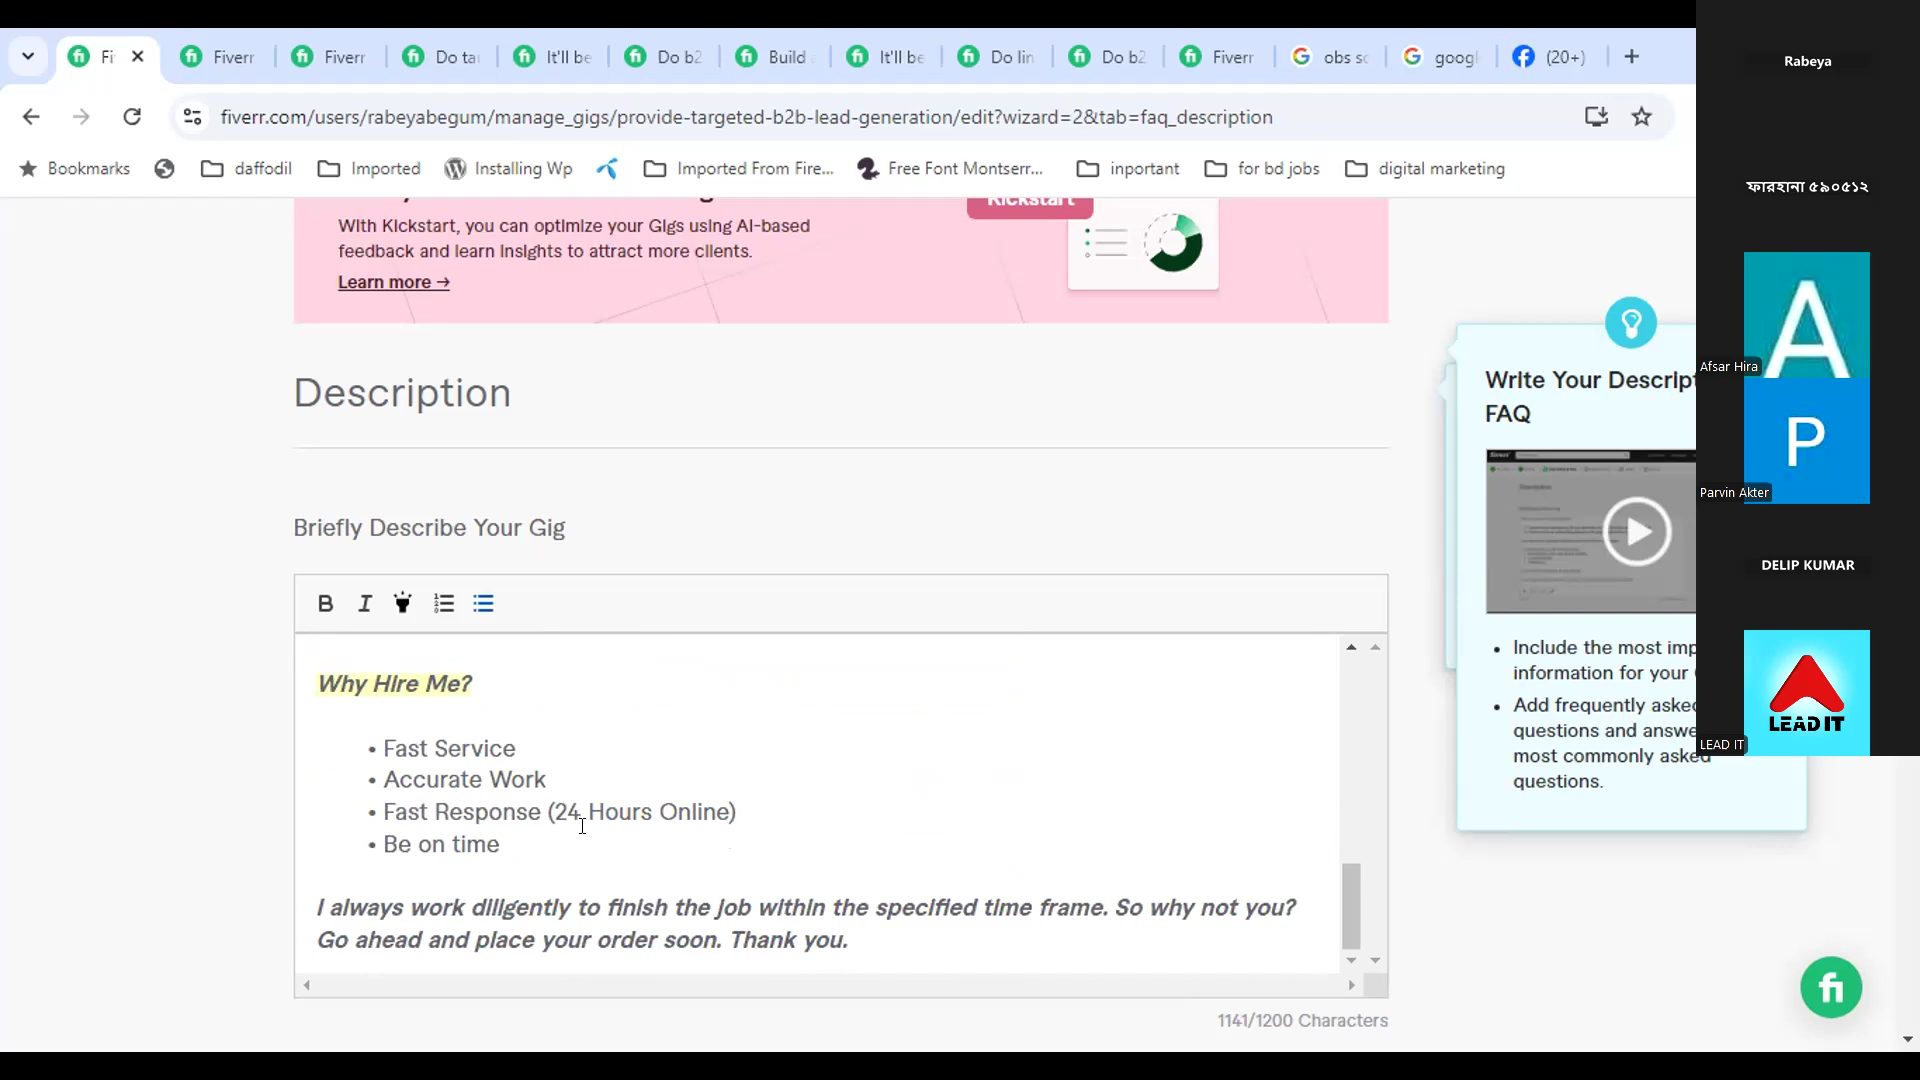 Fi
Fiverr
Fiverr
Do ta
It'll be
Do b2
Build
It'll be
Do lin
Do b2
Fiverr
obs sc
googl
(20+)
fiverr.com/users/rabeyabegum/manage_gigs/provide-targeted-b2b-lead-generation/edit?wizard=2&tab=faq_description
Bookmarks
daffodil
Imported
Installing Wp
Imported From Fire...
Free Font Montserr...
inportant
for bd jobs
digital marketing
Kickstart
With Kickstart, you can optimize your Gigs using AI-based
feedback and learn insights to attract more clients.
Learn more →
Description
Briefly Describe Your Gig
B I
Why Hire Me?
• Fast Service
• Accurate Work
• Fast Response (24 Hours Online)
• Be on time
I always work diligently to finish the job within the specified time frame. So why not you?
Go ahead and place your order soon. Thank you.
1141/1200 Characters
Write Your Descript
FAQ
• Include the most imp
information for your
• Add frequently asked
questions and answe
most commonly asked
questions.
fi
Rabeya
ফারহানা ৫৯০৫১২
A
Afsar Hira
P
Parvin Akter
DELIP KUMAR
LEAD IT
LEAD IT